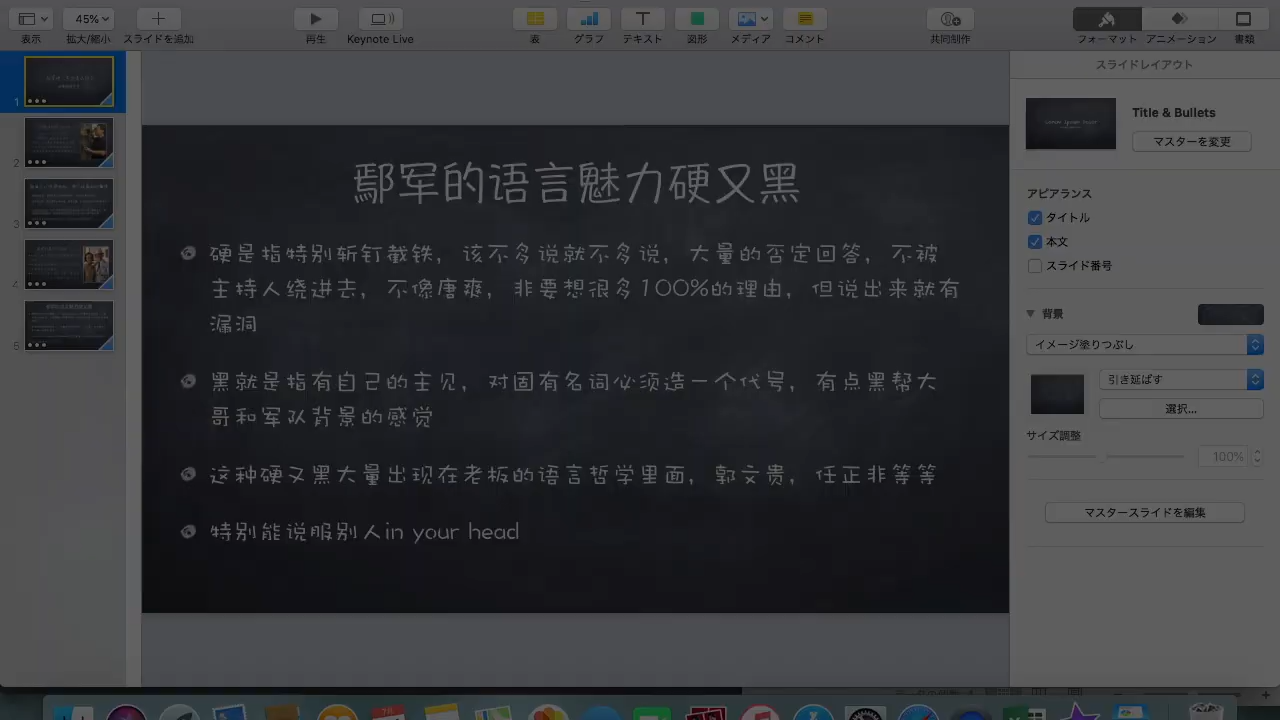 45%
表示
拡大/縮小
スライドを追加
再生
Keynote Live
表
グラフ
テキスト
図形
メディア
コメント
共同制作
フォーマット
アニメーション
書類
1
2
3
4
5
鄢军的语言魅力硬又黑
硬是指特别斩钉截铁，该不多说就不多说，大量的否定回答，不被
主持人绕进去，不像唐爽，非要想很多100%的理由，但说出来就有
漏洞
黑就是指有自己的主见，对固有名词必须造一个代号，有点黑帮大
哥和军队背景的感觉
这种硬又黑大量出现在老板的语言哲学里面，郭文贵，任正非等等
特别能说服别人in your head
スライドレイアウト
Title & Bullets
マスターを変更
アピアランス
タイトル
本文
スライド番号
背景
イメージ塗りつぶし
引き延ばす
選択...
サイズ調整
100%
マスタースライドを編集